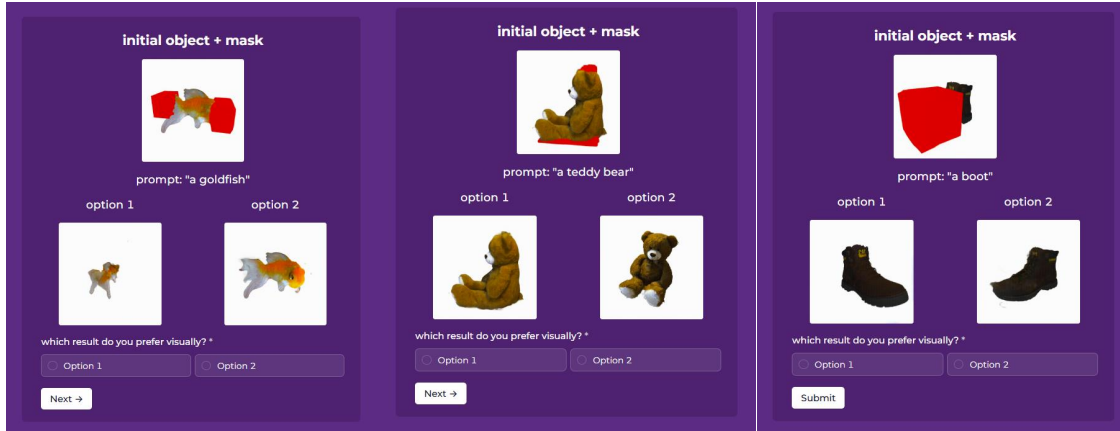 initial object + mask
prompt: "a goldfish"
option 1
option 2
which result do you prefer visually? *
Option 1
Option 2
Next →
initial object + mask
prompt: "a teddy bear"
option 1
option 2
which result do you prefer visually? *
Option 1
Option 2
Next →
initial object + mask
prompt: "a boot"
option 1
option 2
which result do you prefer visually? *
Option 1
Option 2
Submit